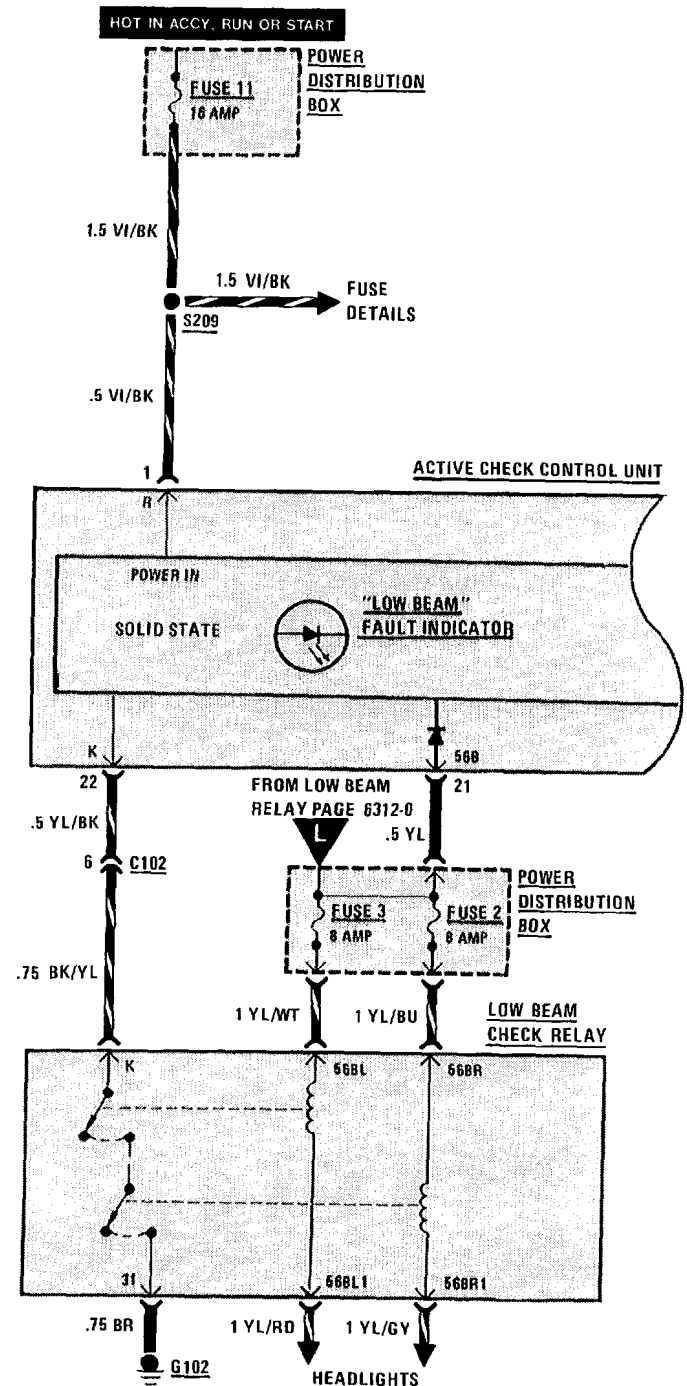 HOT IN ACCY, RUN OR START
POWER
DISTRIBUTION
BOX
FUSE 11
16 AMP
1.5 VI/BK
1.5 VI/BK
FUSE
DETAILS
S209
.5 VI/BK
1
ACTIVE CHECK CONTROL UNIT
R
POWER IN
"LOW BEAM"
FAULT INDICATOR
SOLID STATE
K
56B
22
FROM LOW BEAM
21
RELAY PAGE 6312-0
.5 YL/BK
L
.5 YL
6
C102
POWER
DISTRIBUTION
BOX
FUSE 3
8 AMP
FUSE 2
8 AMP
.75 BK/YL
1 YL/WT
1 YL/BU
LOW BEAM
CHECK RELAY
K
56BL
56BR
31
56BL1
56BR1
.75 BR
1 YL/RD
1 YL/GY
G102
HEADLIGHTS